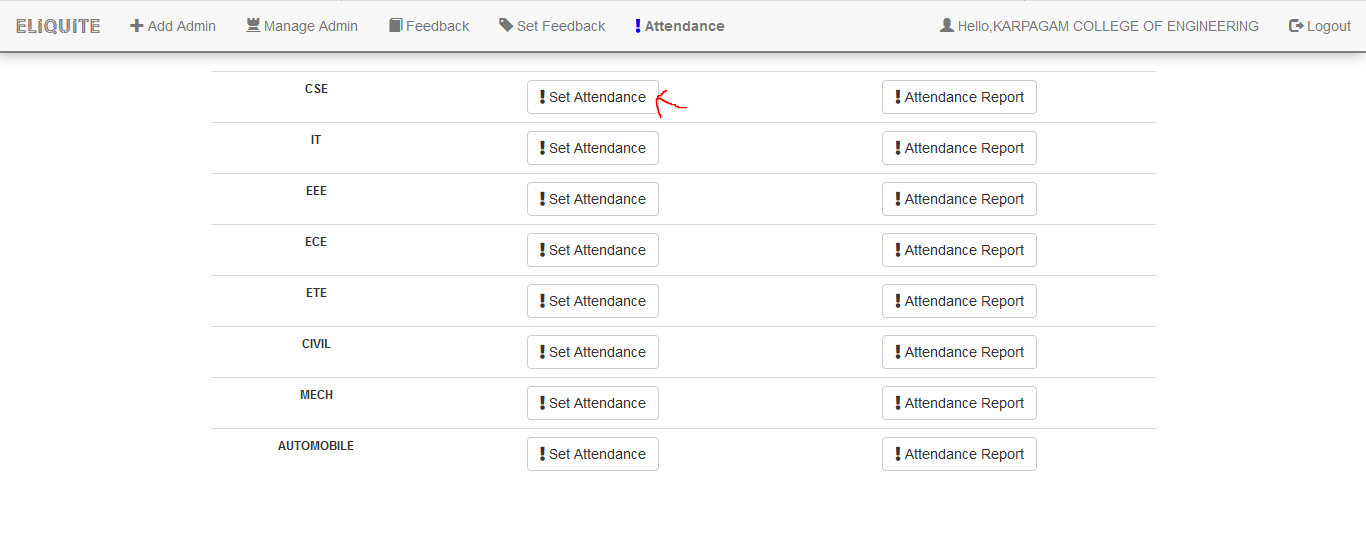 ELiQUiTE Add Admin Manage Admin Feedback Set Feedback Attendance Hello,KARPAGAM COLLEGE OF ENGINEERING Logout
CSE Set Attendance Attendance Report
IT Set Attendance Attendance Report
EEE Set Attendance Attendance Report
ECE Set Attendance Attendance Report
ETE Set Attendance Attendance Report
CIVIL Set Attendance Attendance Report
MECH Set Attendance Attendance Report
AUTOMOBILE Set Attendance Attendance Report